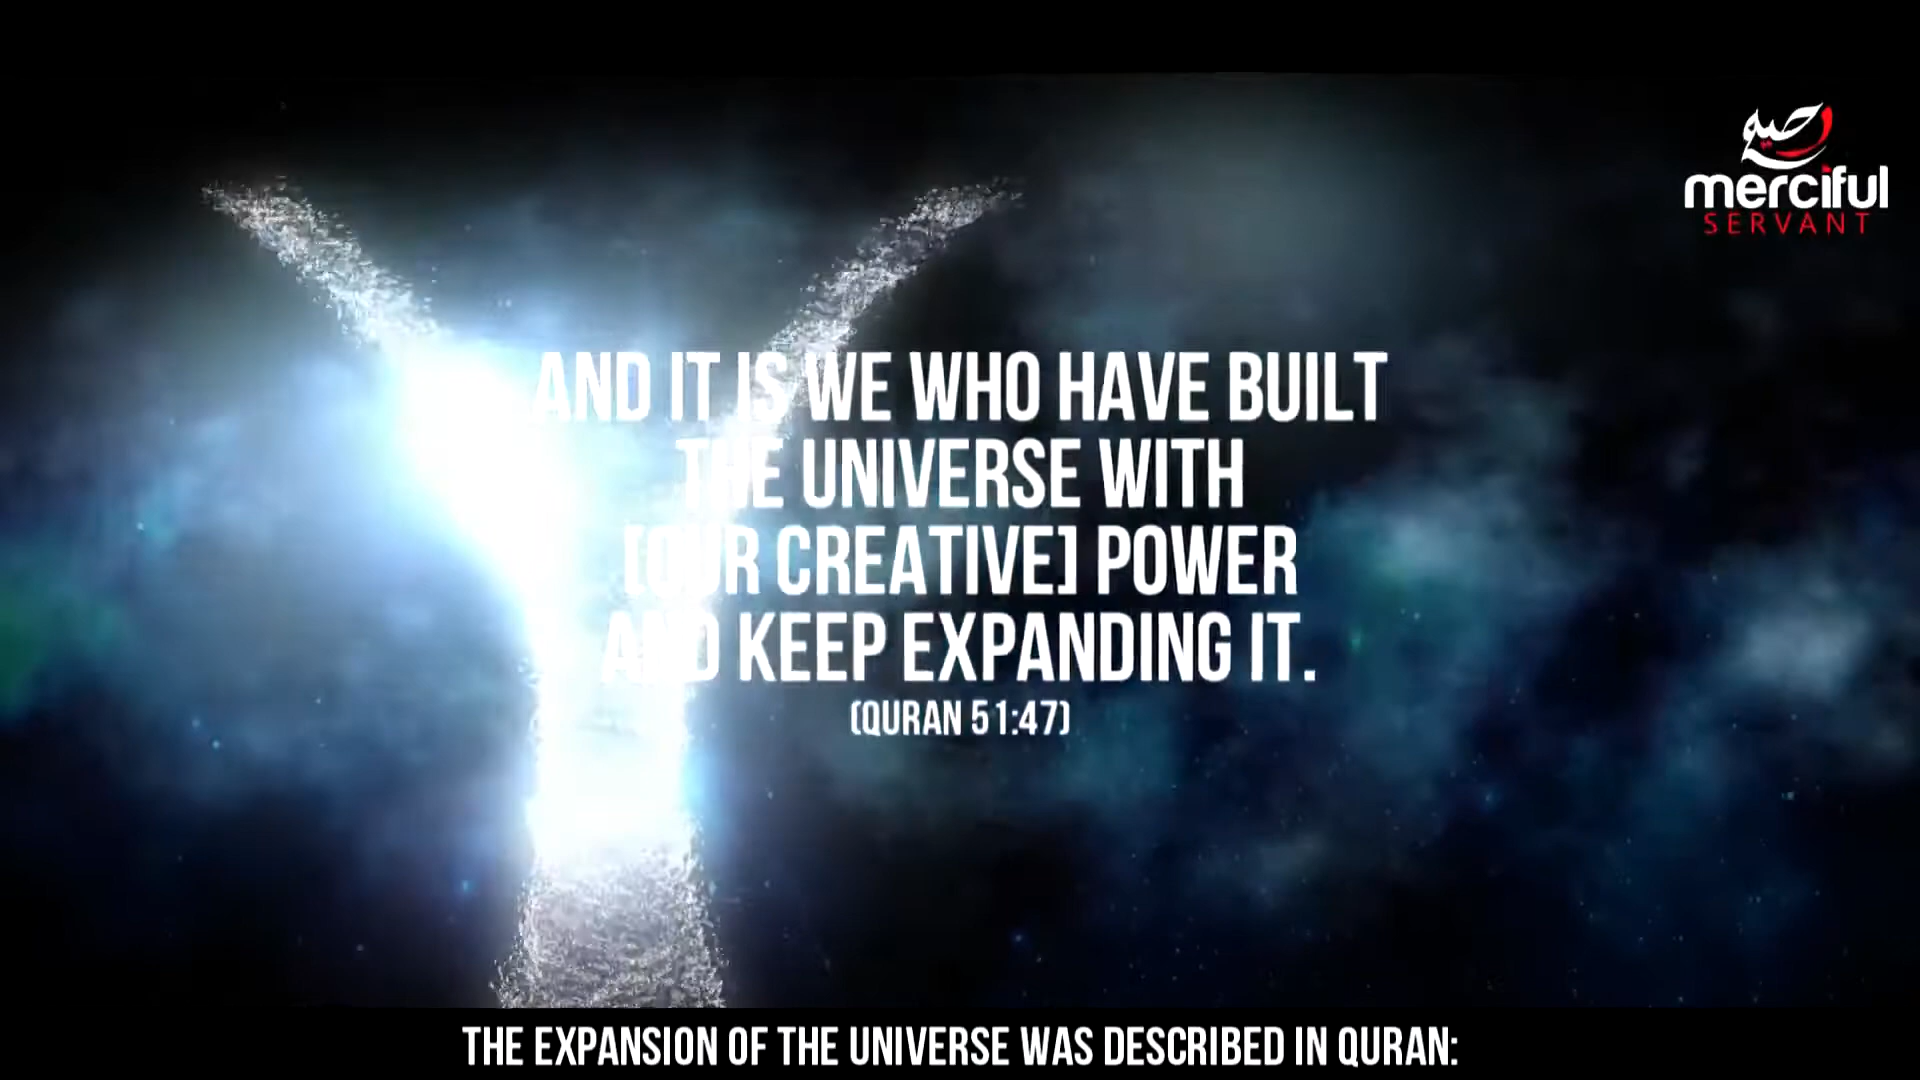 رحيم
merciful
SERVANT
AND IT IS WE WHO HAVE BUILT
THE UNIVERSE WITH
[OUR CREATIVE] POWER
AND KEEP EXPANDING IT.
(QURAN 51:47)
THE EXPANSION OF THE UNIVERSE WAS DESCRIBED IN QURAN: